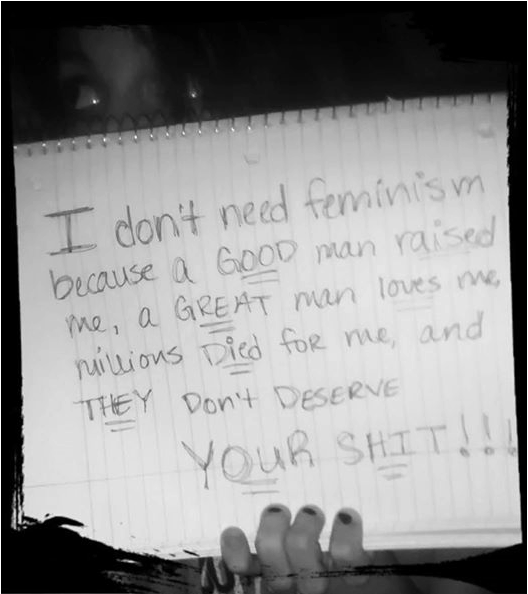 I don't need feminism
because a GOOD man raised
me, a GREAT man loves me,
millions Died for me, and
THEY Don't DESERVE
YOUR SHIT!!!